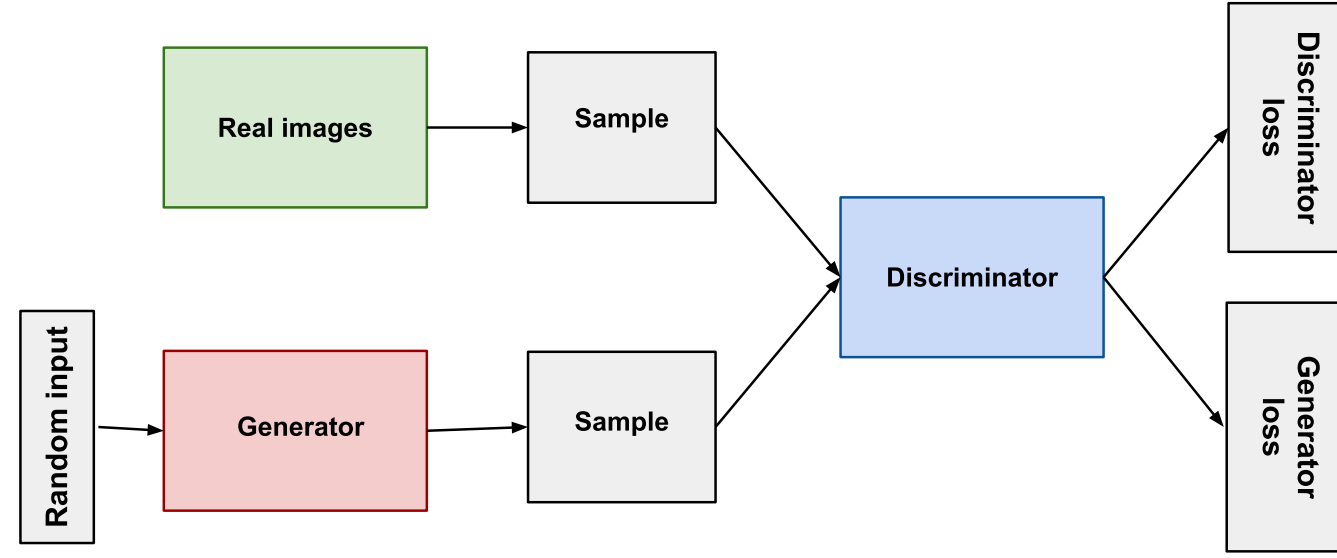 Real images
Sample
Discriminator
loss
Discriminator
Random input
Generator
Sample
Generator
loss